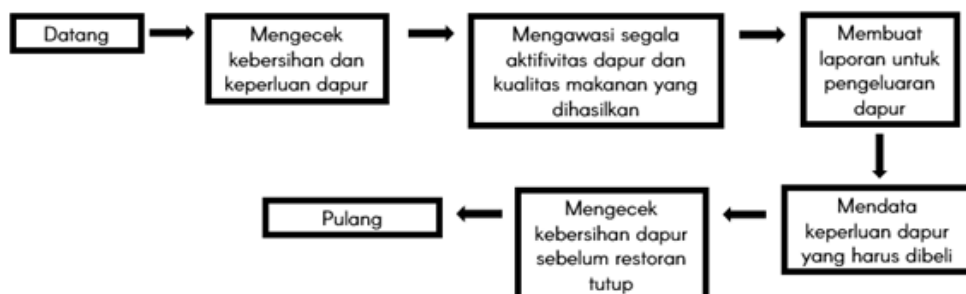 Datang
Mengecek
kebersihan dan
keperluan dapur
Mengawasi segala
aktifivitas dapur dan
kualitas makanan yang
dihasilkan
Membuat
laporan untuk
pengeluaran
dapur
Mendata
keperluan dapur
yang harus dibeli
Mengecek
kebersihan dapur
sebelum restoran
tutup
Pulang